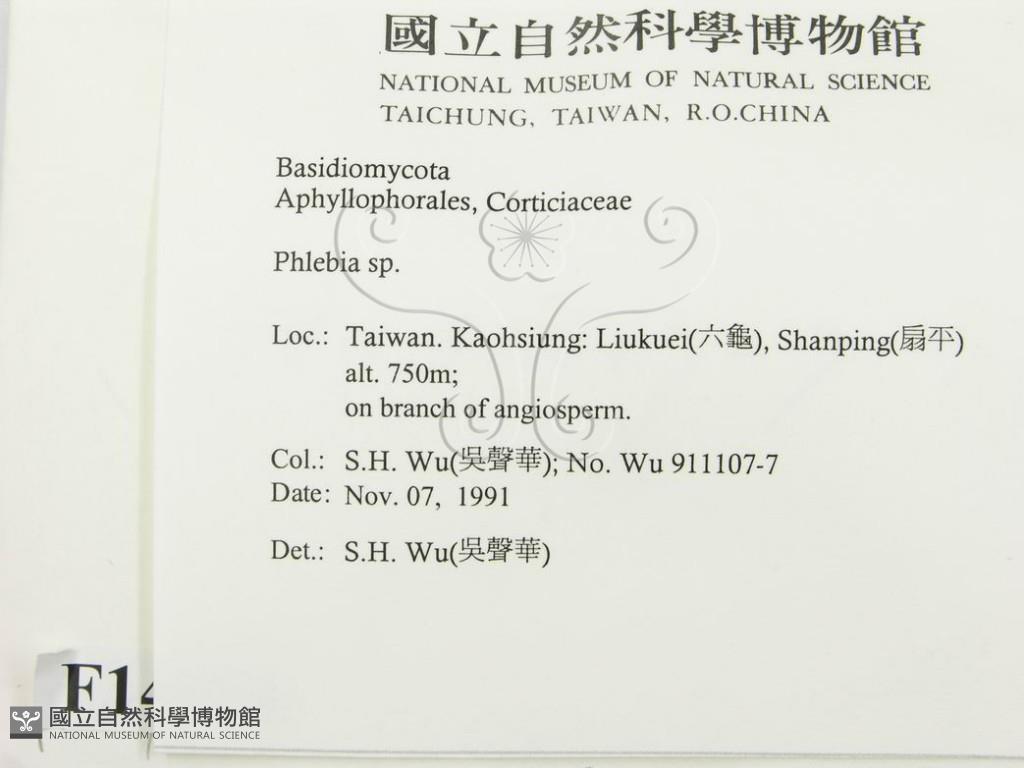 國立自然科學博物館
NATIONAL MUSEUM OF NATURAL SCIENCE
TAICHUNG, TAIWAN, R.O.CHINA
Basidiomycota
Aphyllophorales, Corticiaceae
Phlebia sp.
Loc.: Taiwan. Kaohsiung: Liukuei(六龜), Shanping(扇平)
alt. 750m;
on branch of angiosperm.
Col.: S.H. Wu(吳聲華); No. Wu 911107-7
Date: Nov. 07, 1991
Det.: S.H. Wu(吳聲華)
F14
國立自然科學博物館
NATIONAL MUSEUM OF NATURAL SCIENCE